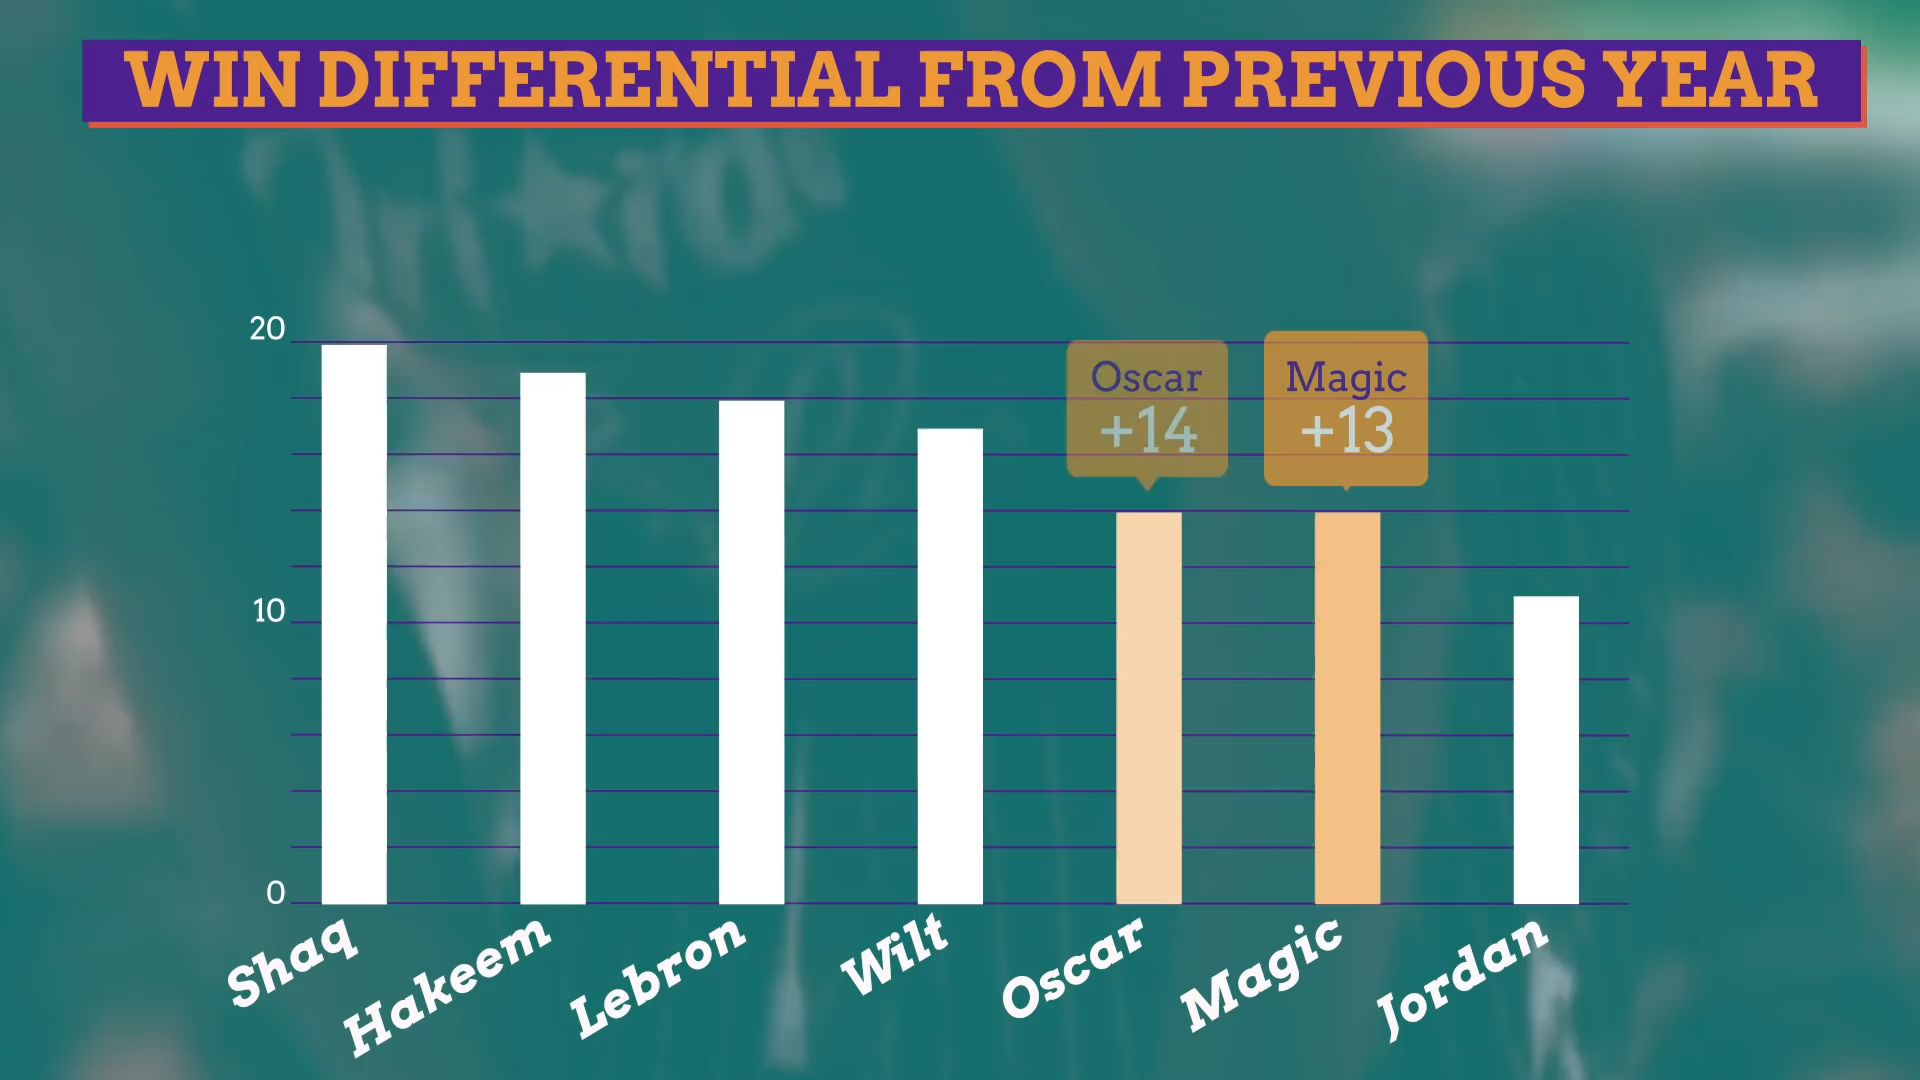 WIN DIFFERENTIAL FROM PREVIOUS YEAR
20
Oscar
+14
Magic
+13
10
0
Shaq
Hakeem
Lebron
Wilt
Oscar
Magic
Jordan